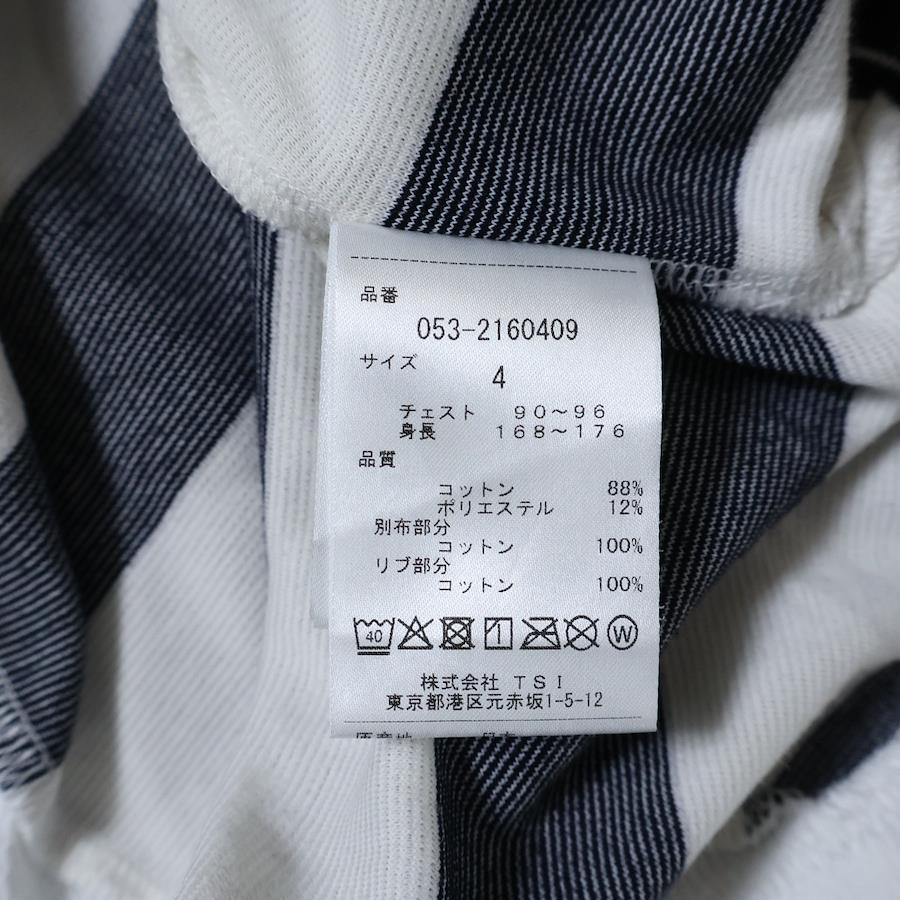 品番
053-2160409
サイズ
4
チェスト 90～96
身長 168～176
品質
コットン 88%
ポリエステル 12%
別布部分
コットン 100%
リブ部分
コットン 100%
40 W
株式会社 TSI
東京都港区元赤坂1-5-12